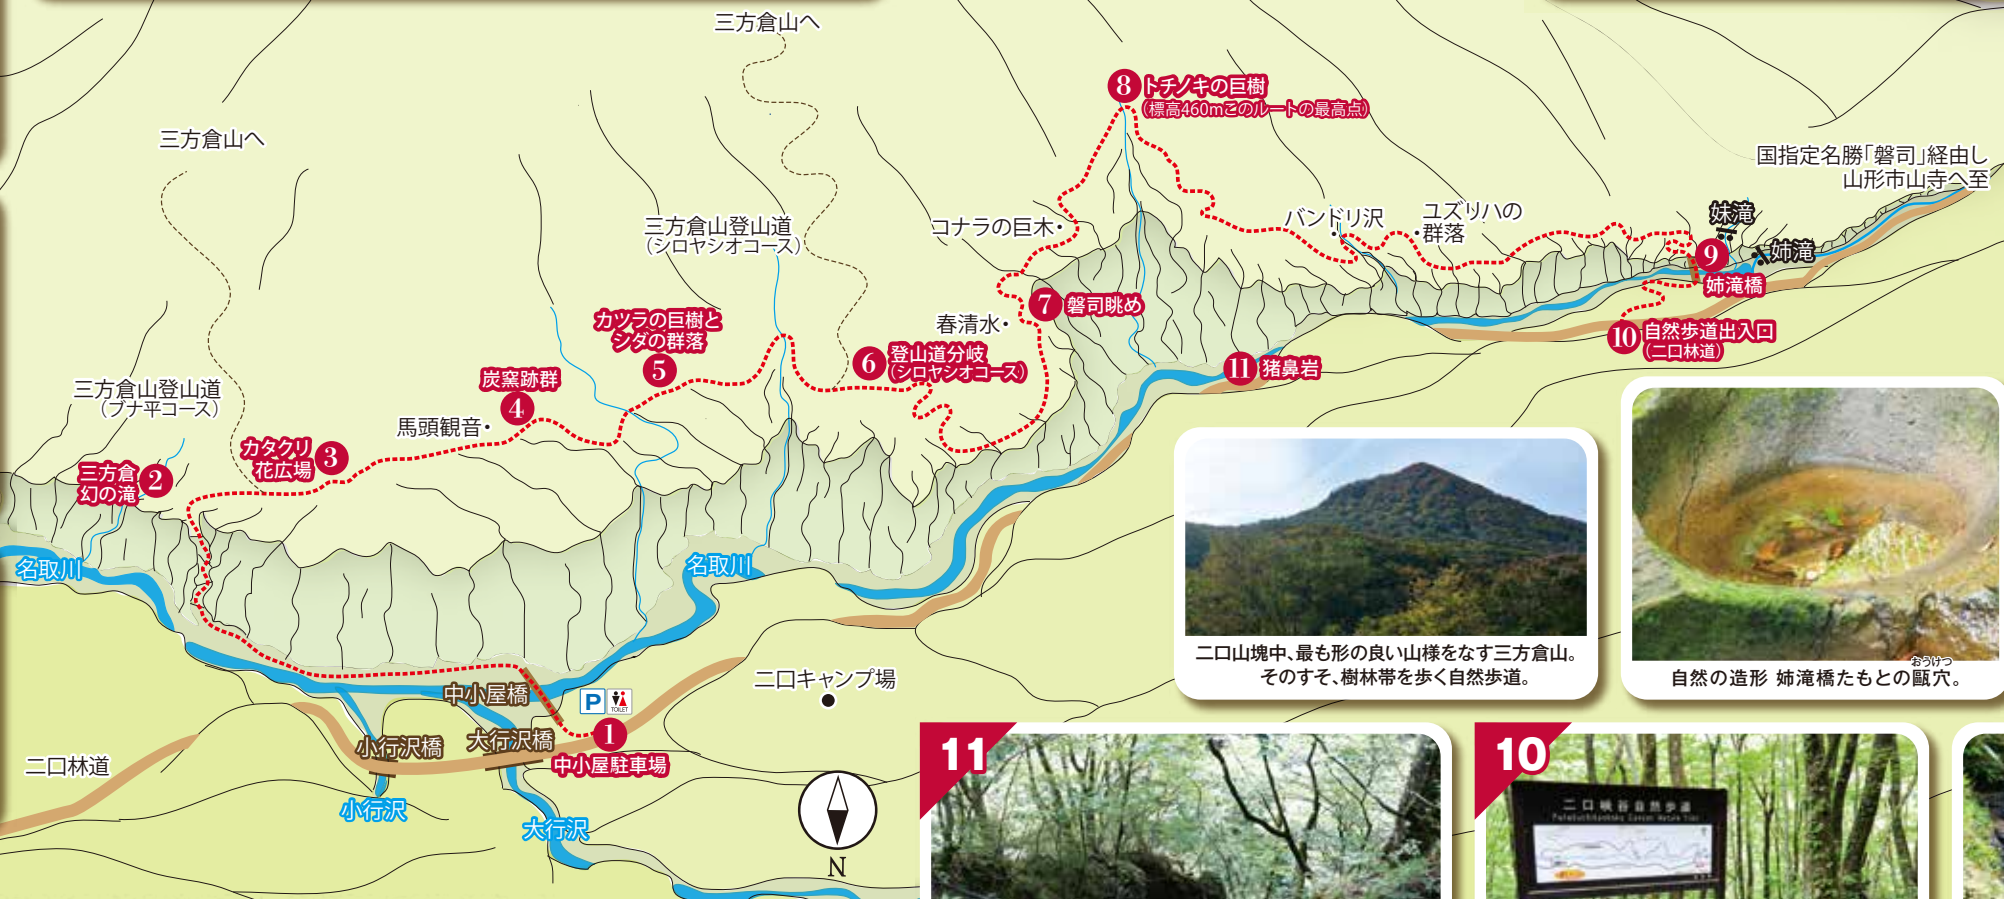 三方倉山へ
8
トチノキの巨樹
(標高460mこのルートの最高点)
三方倉山へ
国指定名勝「磐司」経由し
山形市山寺へ至
三方倉山登山道
(シロヤシオコース)
コナラの巨木・
バンドリ沢
ユズリハの
・群落
妹滝
姉滝
9
姉滝橋
7
磐司眺め
春清水・
カツラの巨樹と
シダの群落
5
6
登山道分岐
(シロヤシオコース)
10
自然歩道出入口
(二口林道)
11
猪鼻岩
炭窯跡群
4
三方倉山登山道
(ブナ平コース)
馬頭観音・
カタクリ
花広場
3
三方倉
幻の滝
2
名取川
名取川
二口山塊中、最も形の良い山様をなす三方倉山。
そのすそ、樹林帯を歩く自然歩道。
おうけつ
自然の造形 姉滝橋たもとの甌穴。
中小屋橋
P
TOILET
二口キャンプ場
1
中小屋駐車場
小行沢橋
大行沢橋
二口林道
小行沢
大行沢
N
11
10
二口峡谷自然歩道